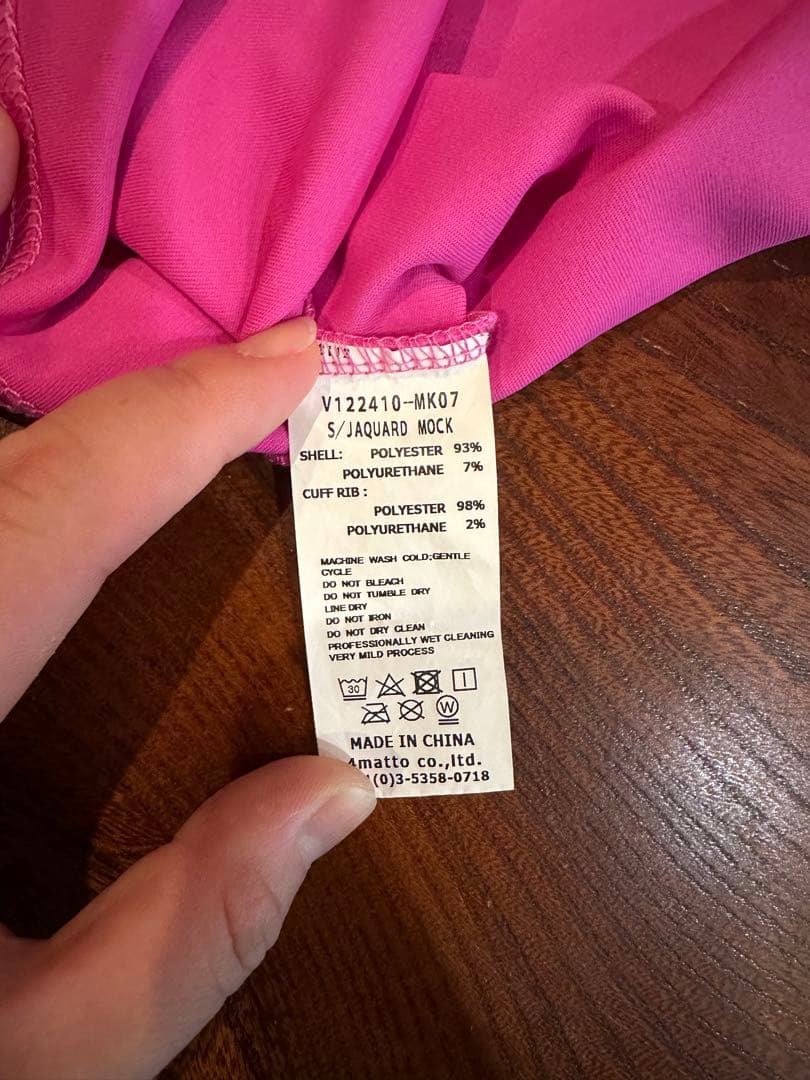 V122410-MK07
S/JAQUARD MOCK
SHELL: POLYESTER 93%
POLYURETHANE 7%
CUFF RIB:
POLYESTER 98%
POLYURETHANE 2%
MACHINE WASH COLD;GENTLE
CYCLE
DO NOT BLEACH
DO NOT TUMBLE DRY
LINE DRY
DO NOT IRON
DO NOT DRY CLEAN
PROFESSIONALLY WET CLEANING
VERY MILD PROCESS
30
W
MADE IN CHINA
4matto co.,ltd.
(0)3-5358-0718